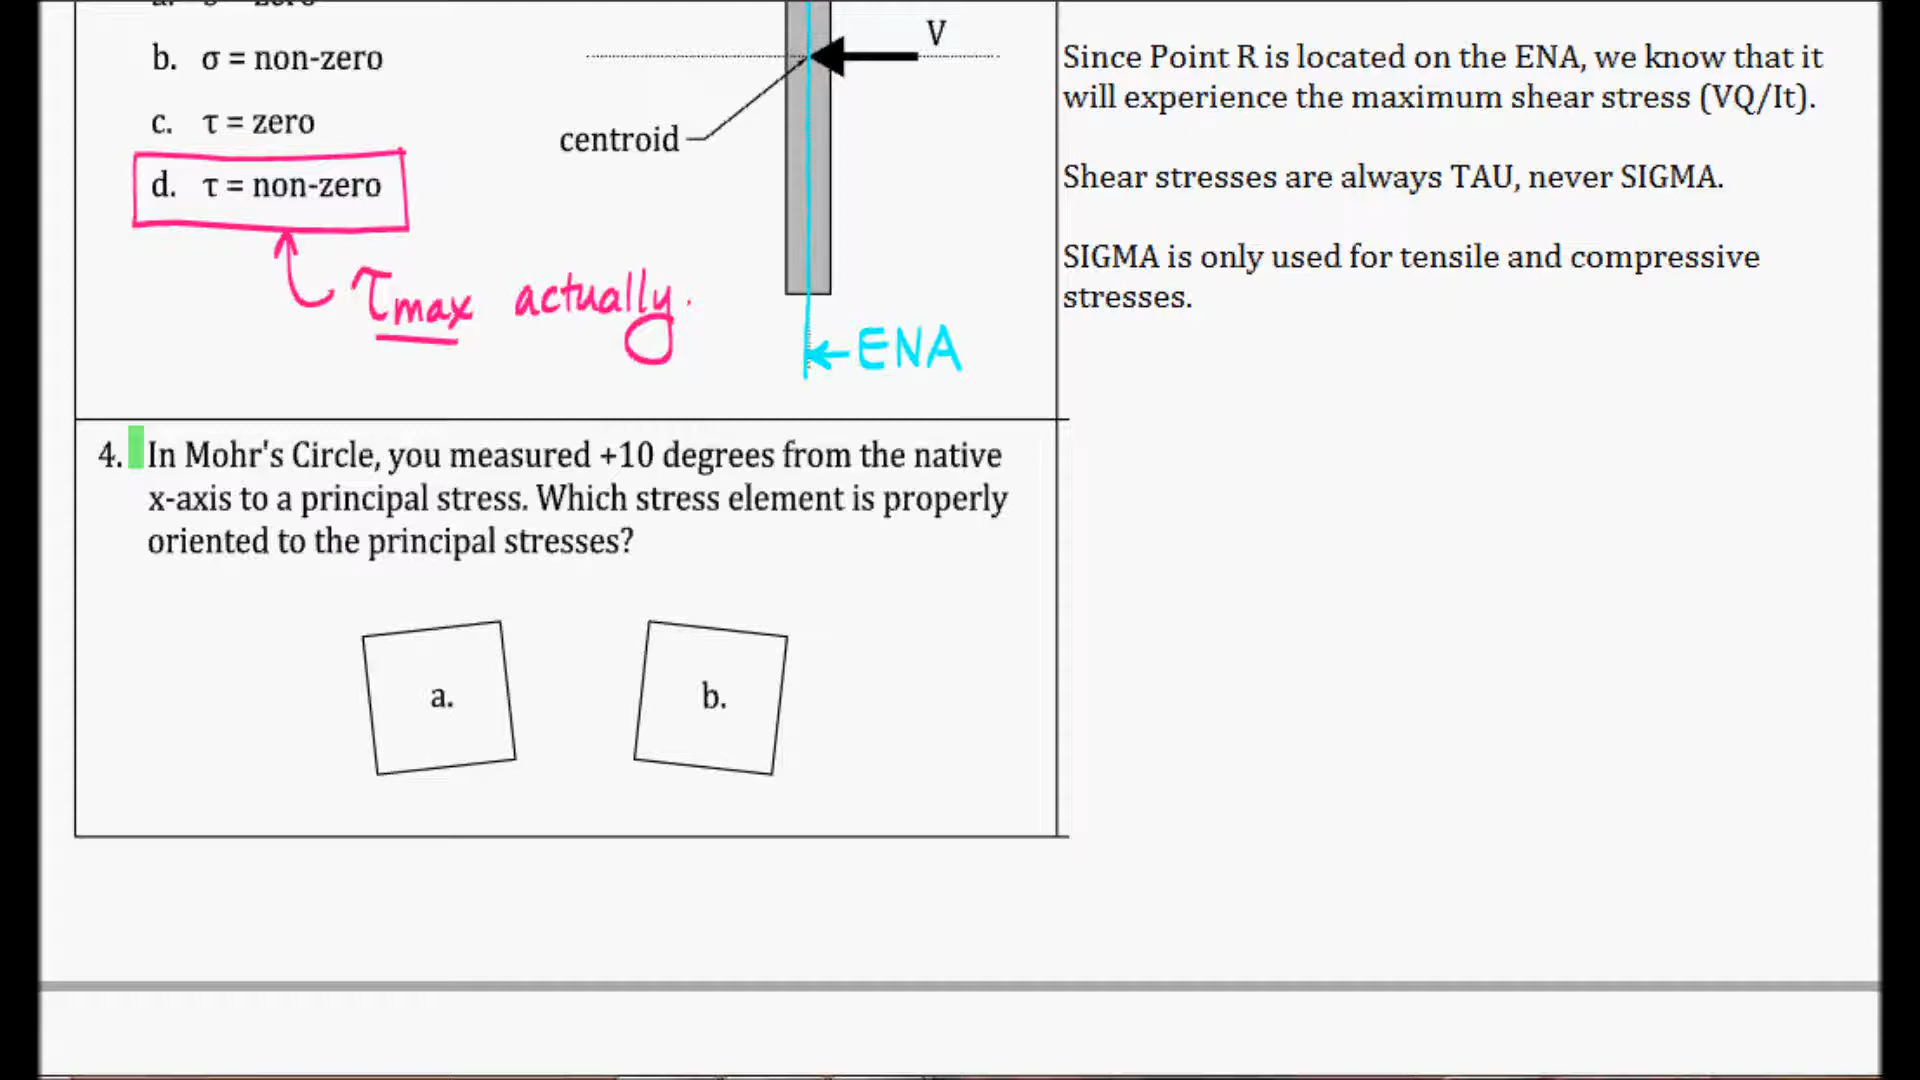 b. σ = non-zero
c. τ = zero
d. τ = non-zero
τmax actually.
V
centroid
ENA
Since Point R is located on the ENA, we know that it
will experience the maximum shear stress (VQ/It).
Shear stresses are always TAU, never SIGMA.
SIGMA is only used for tensile and compressive
stresses.
4. In Mohr's Circle, you measured +10 degrees from the native
x-axis to a principal stress. Which stress element is properly
oriented to the principal stresses?
a.
b.